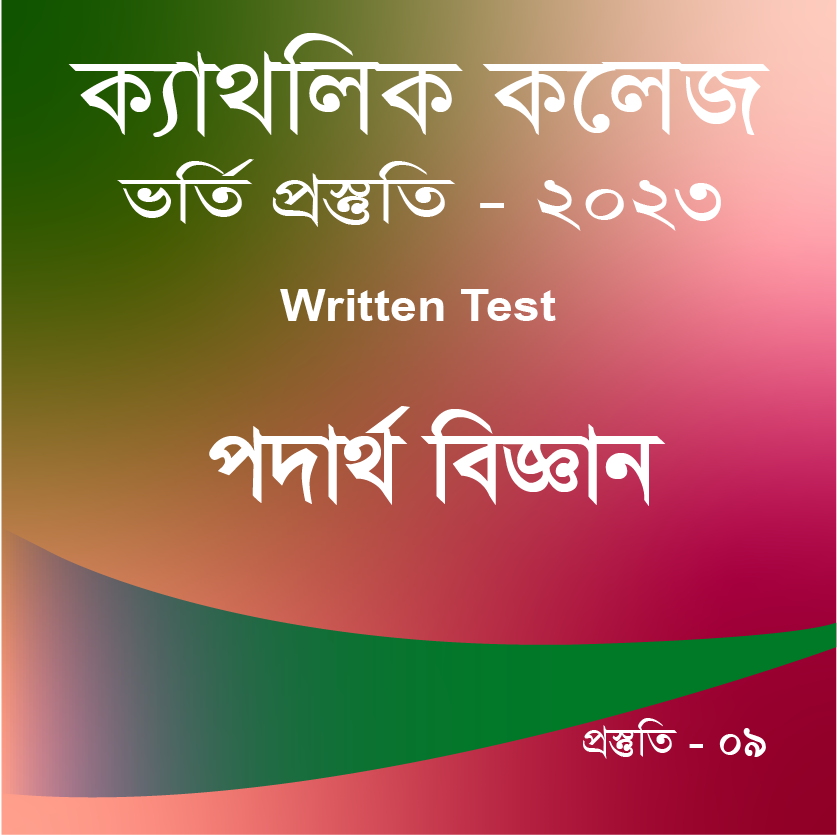 ক্যাথলিক কলেজ
ভর্তি প্রস্তুতি - ২০২৩
Written Test
পদার্থ বিজ্ঞান
প্রস্তুতি - ০৯